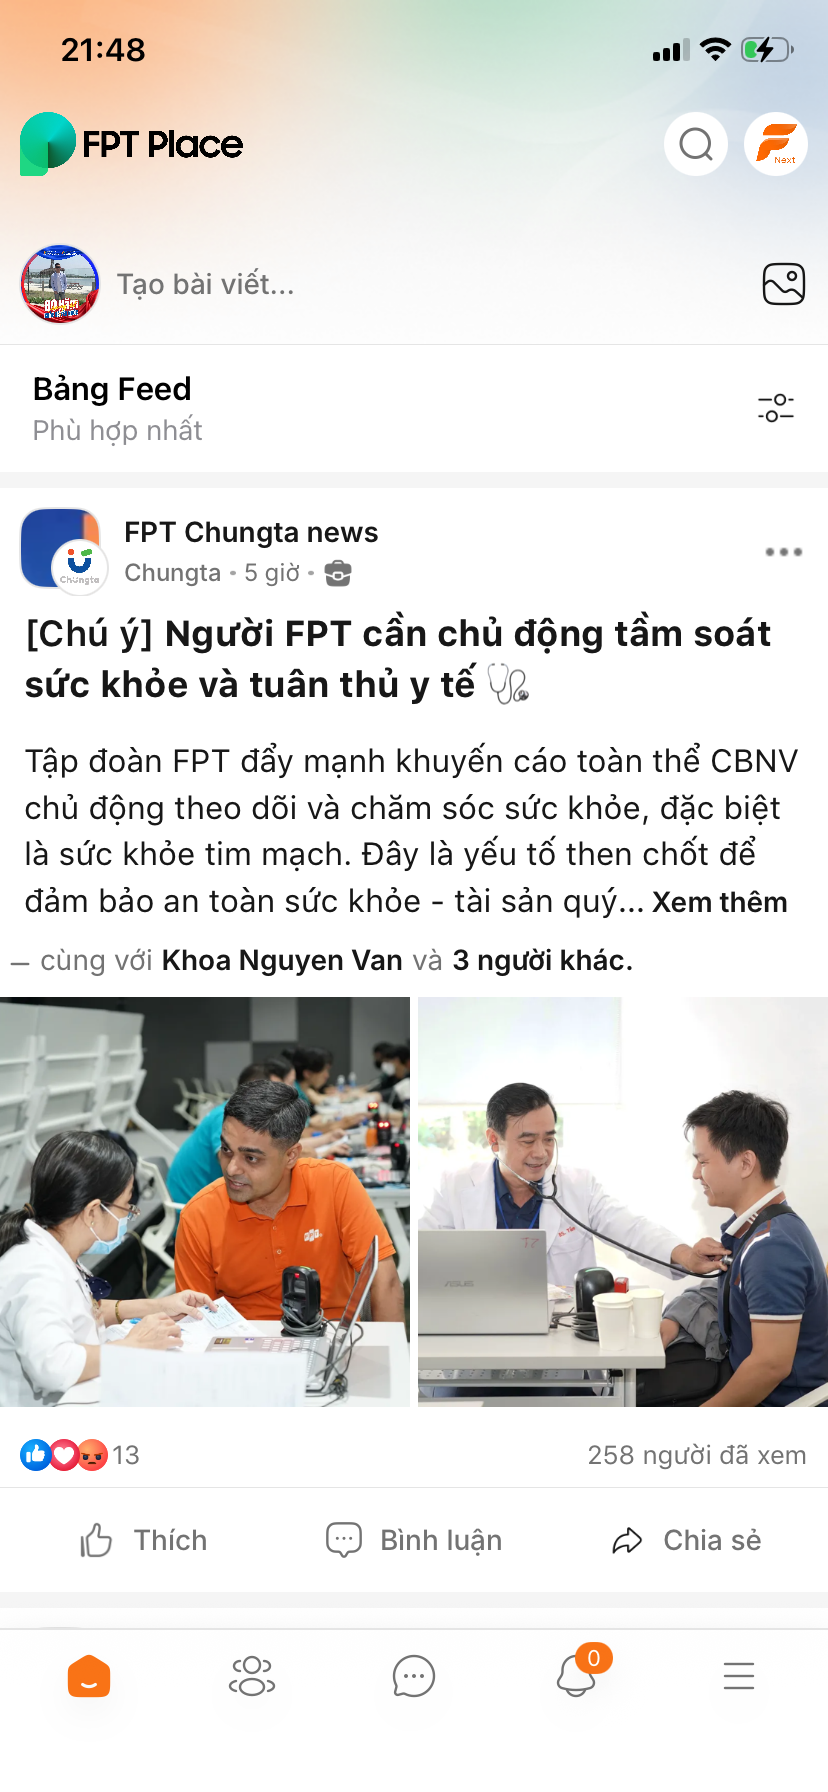 21:48
FPT Place
Next
Tạo bài viết...
Bảng Feed
Phù hợp nhất
FPT Chungta news
Chungta
Chungta • 5 giờ •
[Chú ý] Người FPT cần chủ động tầm soát
sức khỏe và tuân thủ y tế 🩺
Tập đoàn FPT đẩy mạnh khuyến cáo toàn thể CBNV
chủ động theo dõi và chăm sóc sức khỏe, đặc biệt
là sức khỏe tim mạch. Đây là yếu tố then chốt để
đảm bảo an toàn sức khỏe - tài sản quý... Xem thêm
— cùng với Khoa Nguyen Van và 3 người khác.
FPT
ASUS
T7
13
258 người đã xem
Thích
Bình luận
Chia sẻ
0